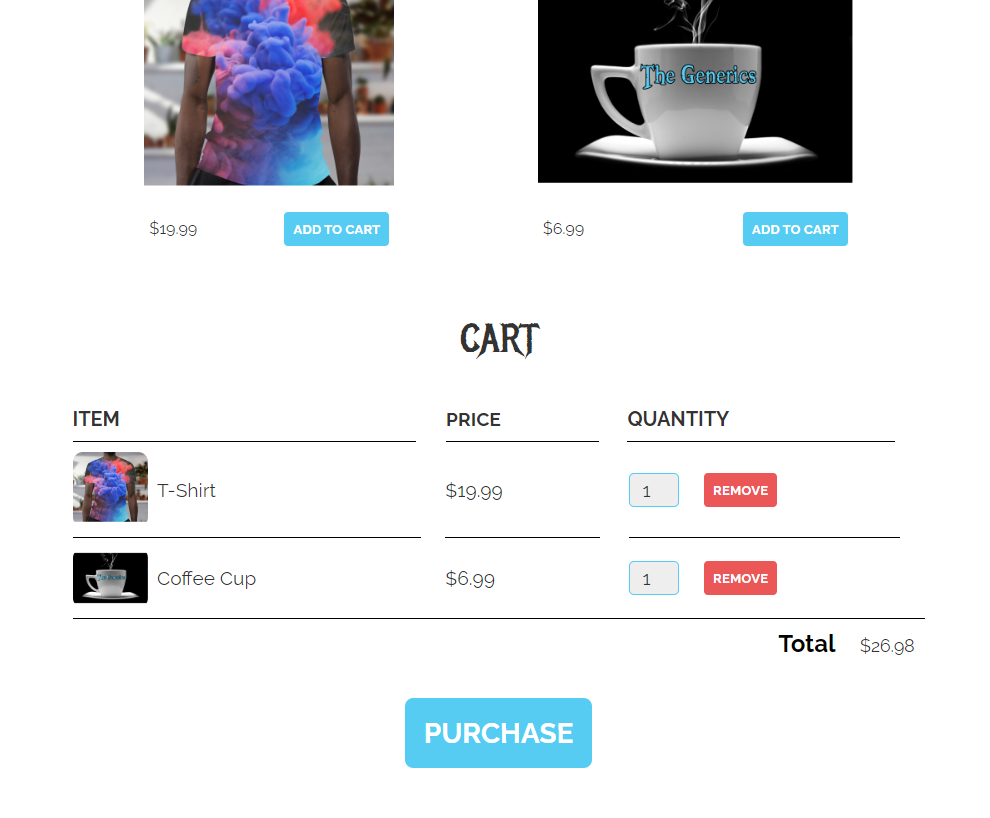 The Generics
$19.99 ADD TO CART $6.99 ADD TO CART
CART
ITEM PRICE QUANTITY
T-Shirt $19.99 1 REMOVE
Coffee Cup $6.99 1 REMOVE
Total $26.98
PURCHASE